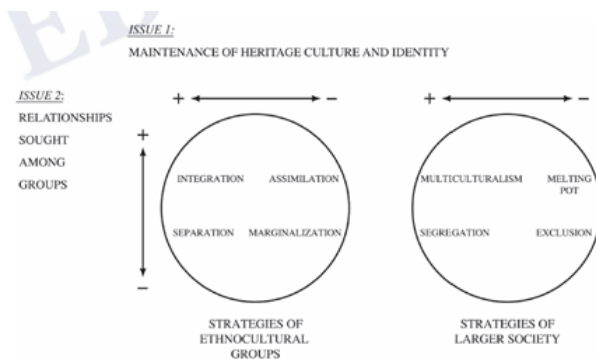 ISSUE 1:
MAINTENANCE OF HERITAGE CULTURE AND IDENTITY
ISSUE 2:
RELATIONSHIPS
SOUGHT
AMONG
GROUPS
+ −
+ −
+
−
INTEGRATION ASSIMILATION
SEPARATION MARGINALIZATION
MULTICULTURALISM MELTING
POT
SEGREGATION EXCLUSION
STRATEGIES OF
ETHNOCULTURAL
GROUPS
STRATEGIES OF
LARGER SOCIETY